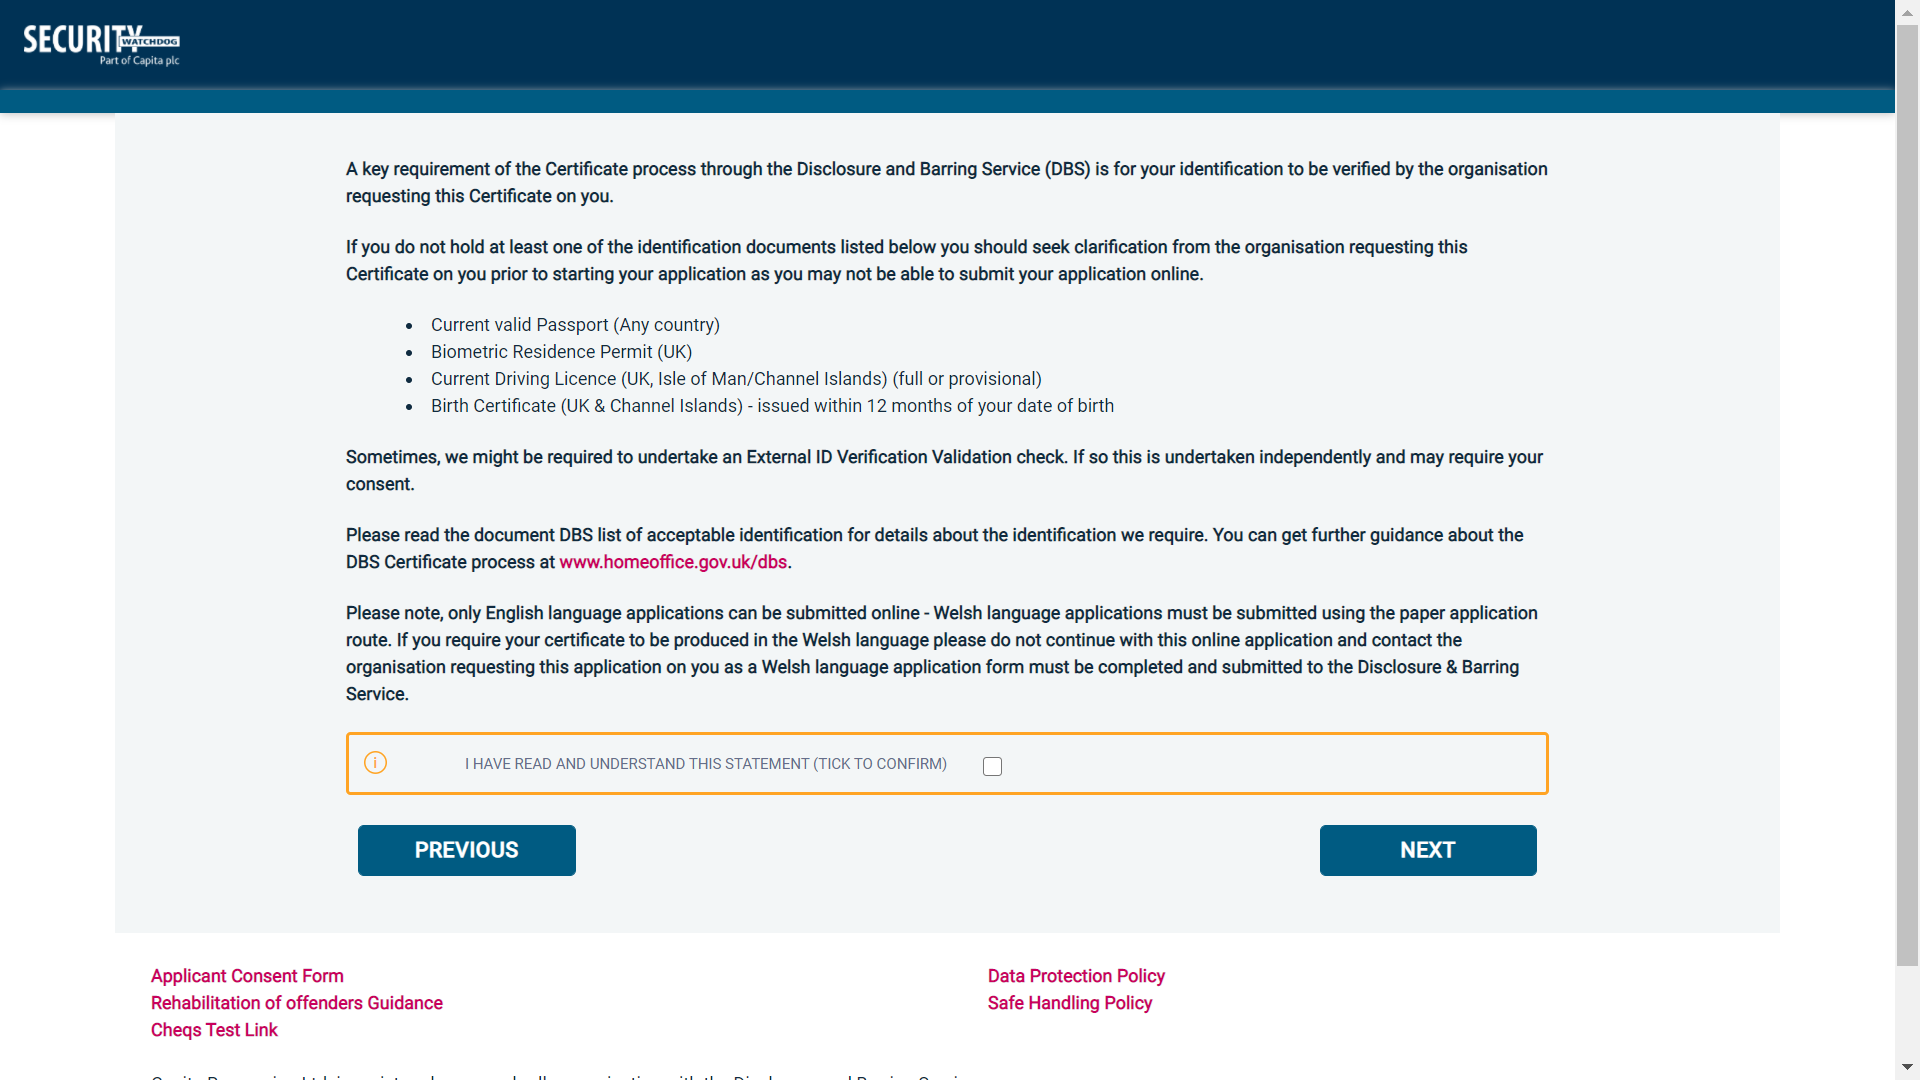 SECURITY
WATCHDOG
Part of Capita plc
A key requirement of the Certificate process through the Disclosure and Barring Service (DBS) is for your identification to be verified by the organisation
requesting this Certificate on you.
If you do not hold at least one of the identification documents listed below you should seek clarification from the organisation requesting this
Certificate on you prior to starting your application as you may not be able to submit your application online.
• Current valid Passport (Any country)
• Biometric Residence Permit (UK)
• Current Driving Licence (UK, Isle of Man/Channel Islands) (full or provisional)
• Birth Certificate (UK & Channel Islands) - issued within 12 months of your date of birth
Sometimes, we might be required to undertake an External ID Verification Validation check. If so this is undertaken independently and may require your
consent.
Please read the document DBS list of acceptable identification for details about the identification we require. You can get further guidance about the
DBS Certificate process at www.homeoffice.gov.uk/dbs.
Please note, only English language applications can be submitted online - Welsh language applications must be submitted using the paper application
route. If you require your certificate to be produced in the Welsh language please do not continue with this online application and contact the
organisation requesting this application on you as a Welsh language application form must be completed and submitted to the Disclosure & Barring
Service.
I HAVE READ AND UNDERSTAND THIS STATEMENT (TICK TO CONFIRM)
PREVIOUS
NEXT
Applicant Consent Form
Rehabilitation of offenders Guidance
Cheqs Test Link
Data Protection Policy
Safe Handling Policy